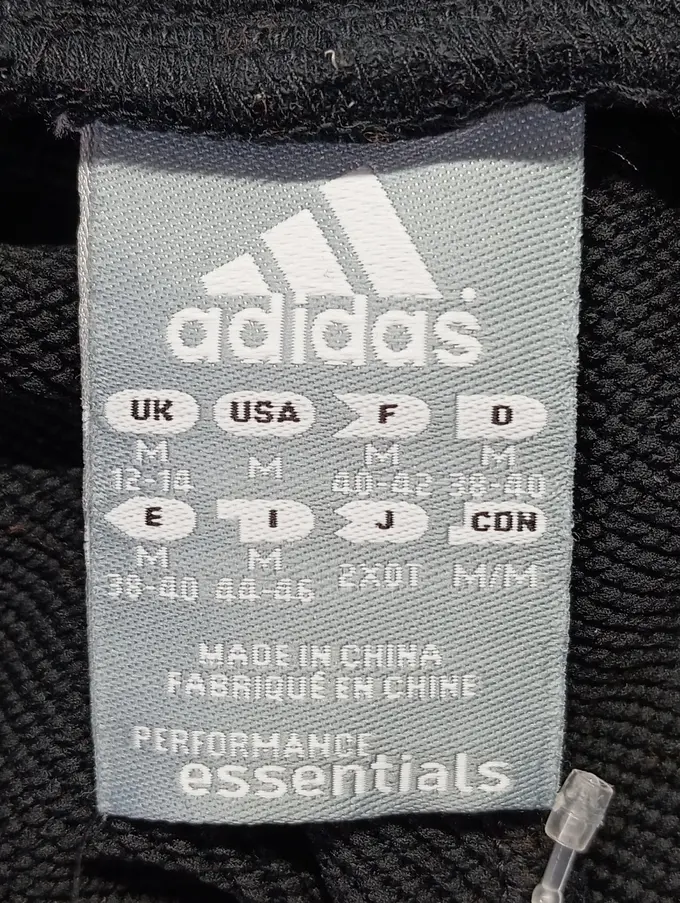 adidas
UK USA F D
M M M M
12-14 40-42 38-40
E I J CDN
M M 2XOT M/M
38-40 44-46
MADE IN CHINA
FABRIQUÉ EN CHINE
PERFORMANCE
essentials